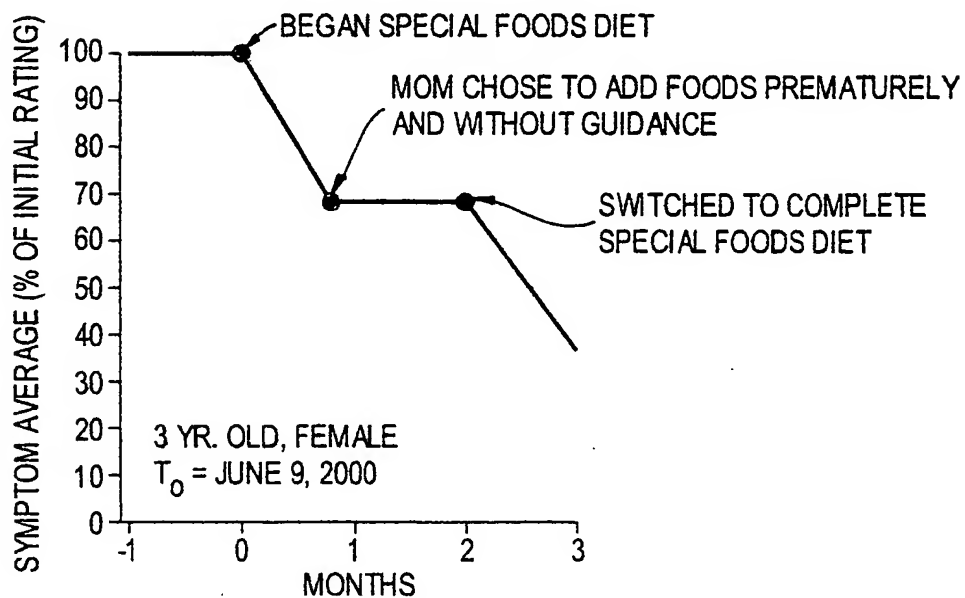 BEGAN SPECIAL FOODS DIET
MOM CHOSE TO ADD FOODS PREMATURELY
AND WITHOUT GUIDANCE
SWITCHED TO COMPLETE
SPECIAL FOODS DIET
SYMPTOM AVERAGE (% OF INITIAL RATING)
100
90
80
70
60
50
40
30
20
10
0
3 YR. OLD, FEMALE
T₀ = JUNE 9, 2000
-1 0 1 2 3
MONTHS